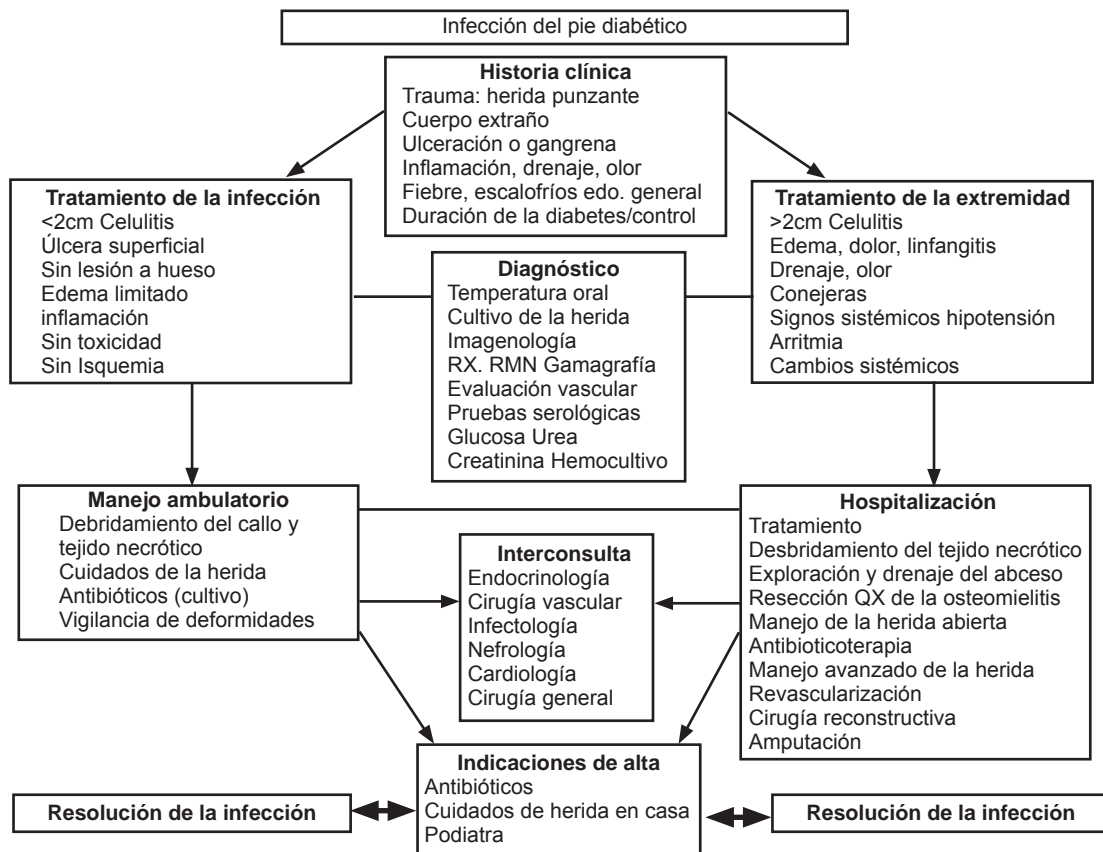 Infección del pie diabético
Historia clínica
Trauma: herida punzante
Cuerpo extraño
Ulceración o gangrena
Inflamación, drenaje, olor
Fiebre, escalofríos edo. general
Duración de la diabetes/control
Tratamiento de la infección
<2cm Celulitis
Úlcera superficial
Sin lesión a hueso
Edema limitado
inflamación
Sin toxicidad
Sin Isquemia
Diagnóstico
Temperatura oral
Cultivo de la herida
Imagenología
RX. RMN Gamagrafía
Evaluación vascular
Pruebas serológicas
Glucosa Urea
Creatinina Hemocultivo
Tratamiento de la extremidad
>2cm Celulitis
Edema, dolor, linfangitis
Drenaje, olor
Conejeras
Signos sistémicos hipotensión
Arritmia
Cambios sistémicos
Manejo ambulatorio
Debridamiento del callo y
tejido necrótico
Cuidados de la herida
Antibióticos (cultivo)
Vigilancia de deformidades
Interconsulta
Endocrinología
Cirugía vascular
Infectología
Nefrología
Cardiología
Cirugía general
Hospitalización
Tratamiento
Desbridamiento del tejido necrótico
Exploración y drenaje del abceso
Resección QX de la osteomielitis
Manejo de la herida abierta
Antibioticoterapia
Manejo avanzado de la herida
Revascularización
Cirugía reconstructiva
Amputación
Indicaciones de alta
Antibióticos
Cuidados de herida en casa
Podiatra
Resolución de la infección
Resolución de la infección